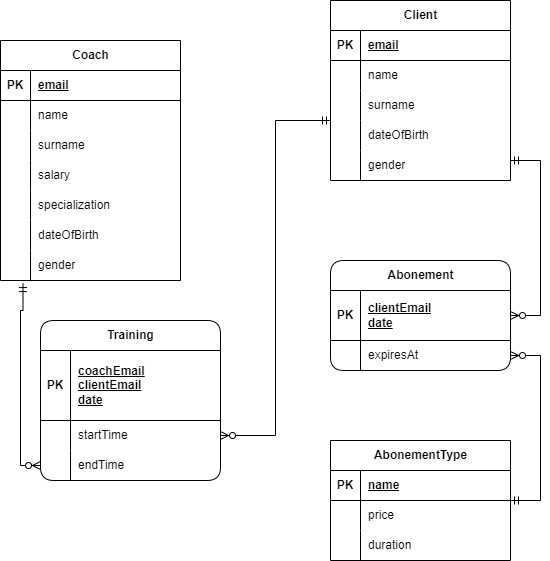 Coach
PK email
name
surname
salary
specialization
dateOfBirth
gender
Client
PK email
name
surname
dateOfBirth
gender
Training
PK coachEmail
clientEmail
date
startTime
endTime
Abonement
PK clientEmail
date
expiresAt
AbonementType
PK name
price
duration